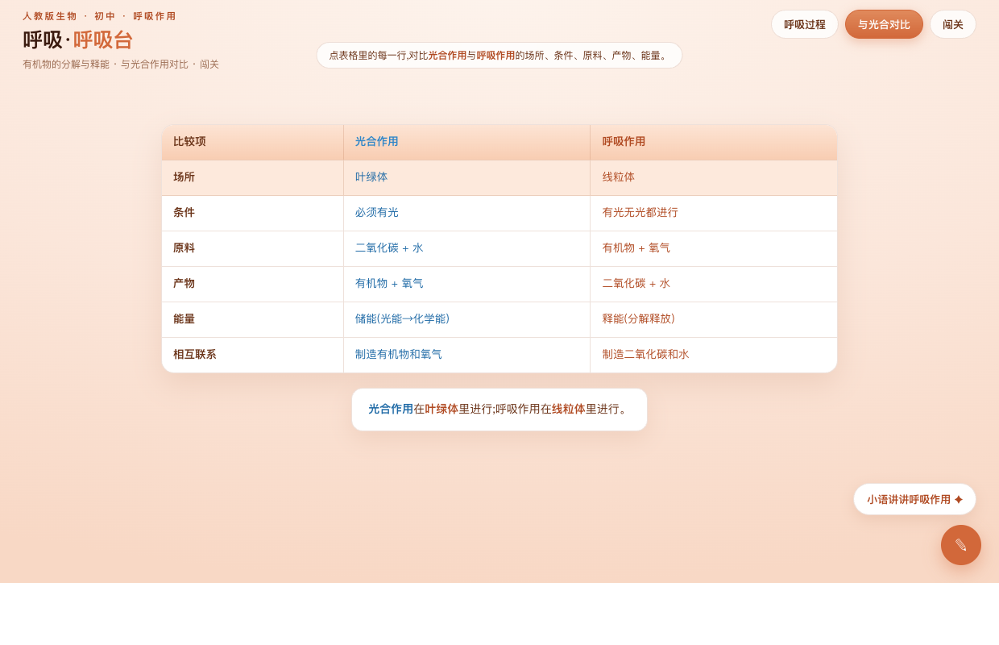 人教版生物 · 初中 · 呼吸作用
呼吸·呼吸台
有机物的分解与释能 · 与光合作用对比 · 闯关
点表格里的每一行,对比光合作用与呼吸作用的场所、条件、原料、产物、能量。
呼吸过程 与光合对比 闯关
比较项 光合作用 呼吸作用
场所 叶绿体 线粒体
条件 必须有光 有光无光都进行
原料 二氧化碳 + 水 有机物 + 氧气
产物 有机物 + 氧气 二氧化碳 + 水
能量 储能(光能→化学能) 释能(分解释放)
相互联系 制造有机物和氧气 制造二氧化碳和水
光合作用在叶绿体里进行;呼吸作用在线粒体里进行。
小语讲讲呼吸作用 ✦
✎